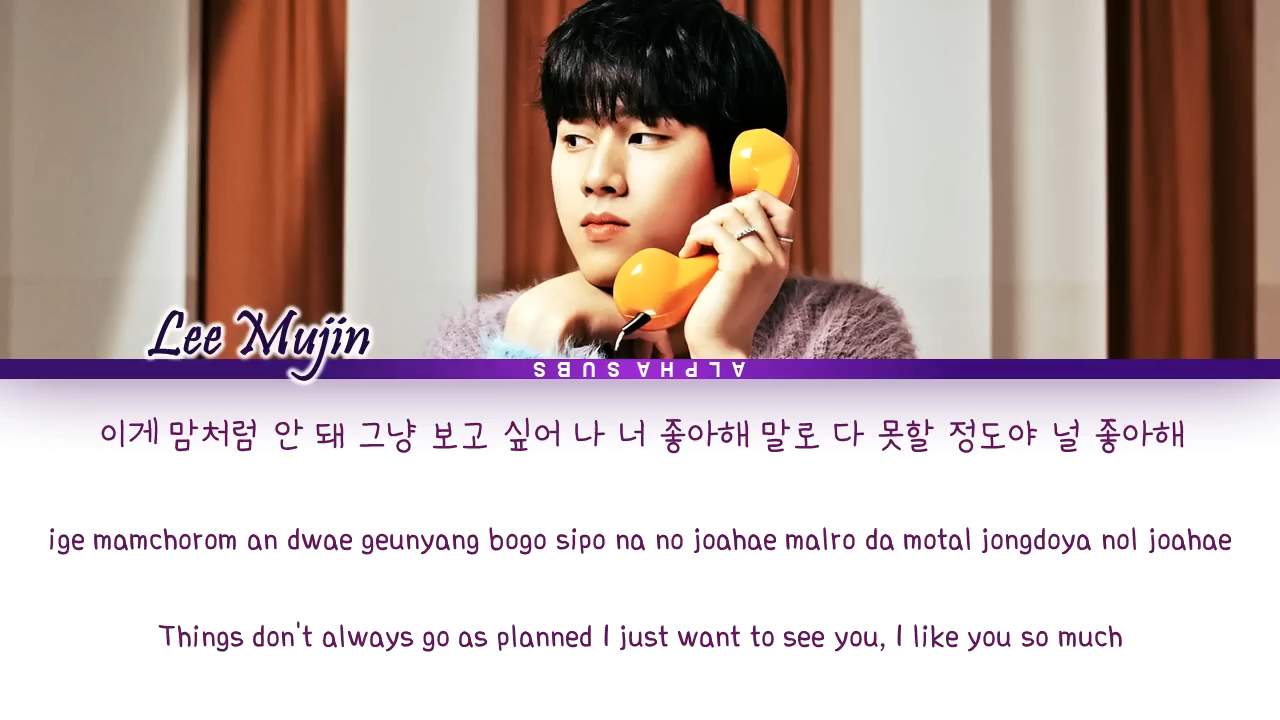 Lee Mujin
ALPHA SUBS
이게 맘처럼 안 돼 그냥 보고 싶어 나 너 좋아해 말로 다 못할 정도야 널 좋아해
ige mamchorom an dwae geunyang bogo sipo na no joahae malro da motal jongdoya nol joahae
Things don't always go as planned I just want to see you, I like you so much